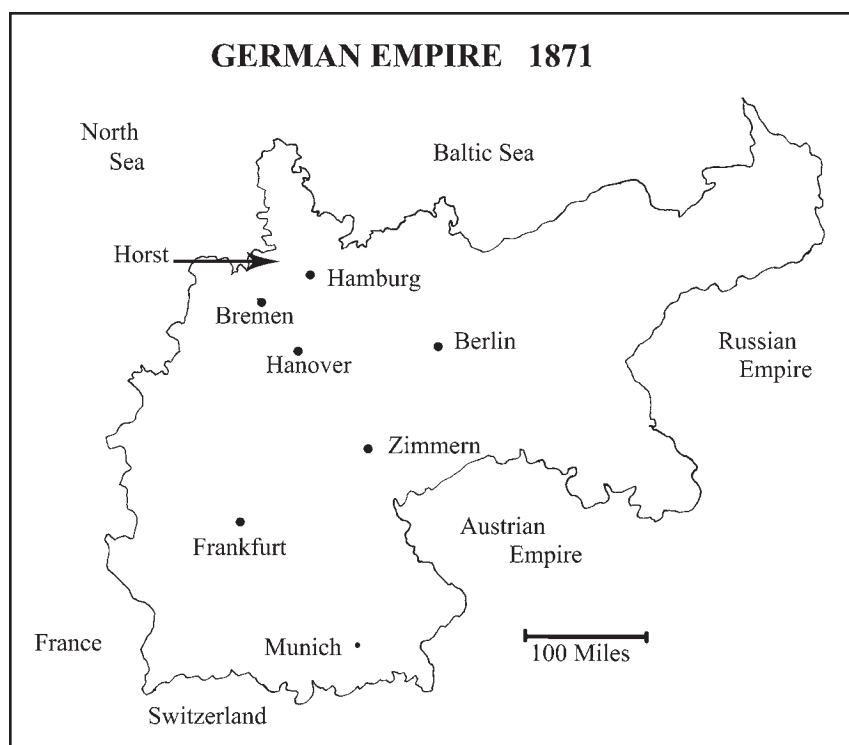 GERMAN EMPIRE 1871
North
Sea
Baltic Sea
Horst
Hamburg
Bremen
Hanover
Berlin
Russian
Empire
Zimmern
Frankfurt
Austrian
Empire
France
Munich
100 Miles
Switzerland